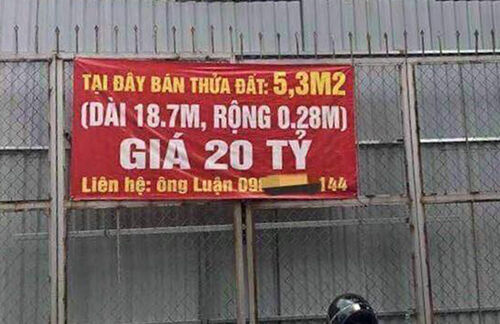 TẠI ĐÂY BÁN THỬA ĐẤT: 5,3M2
(DÀI 18.7M, RỘNG 0.28M)
GIÁ 20 TỶ
Liên hệ: ông Luận 09 144